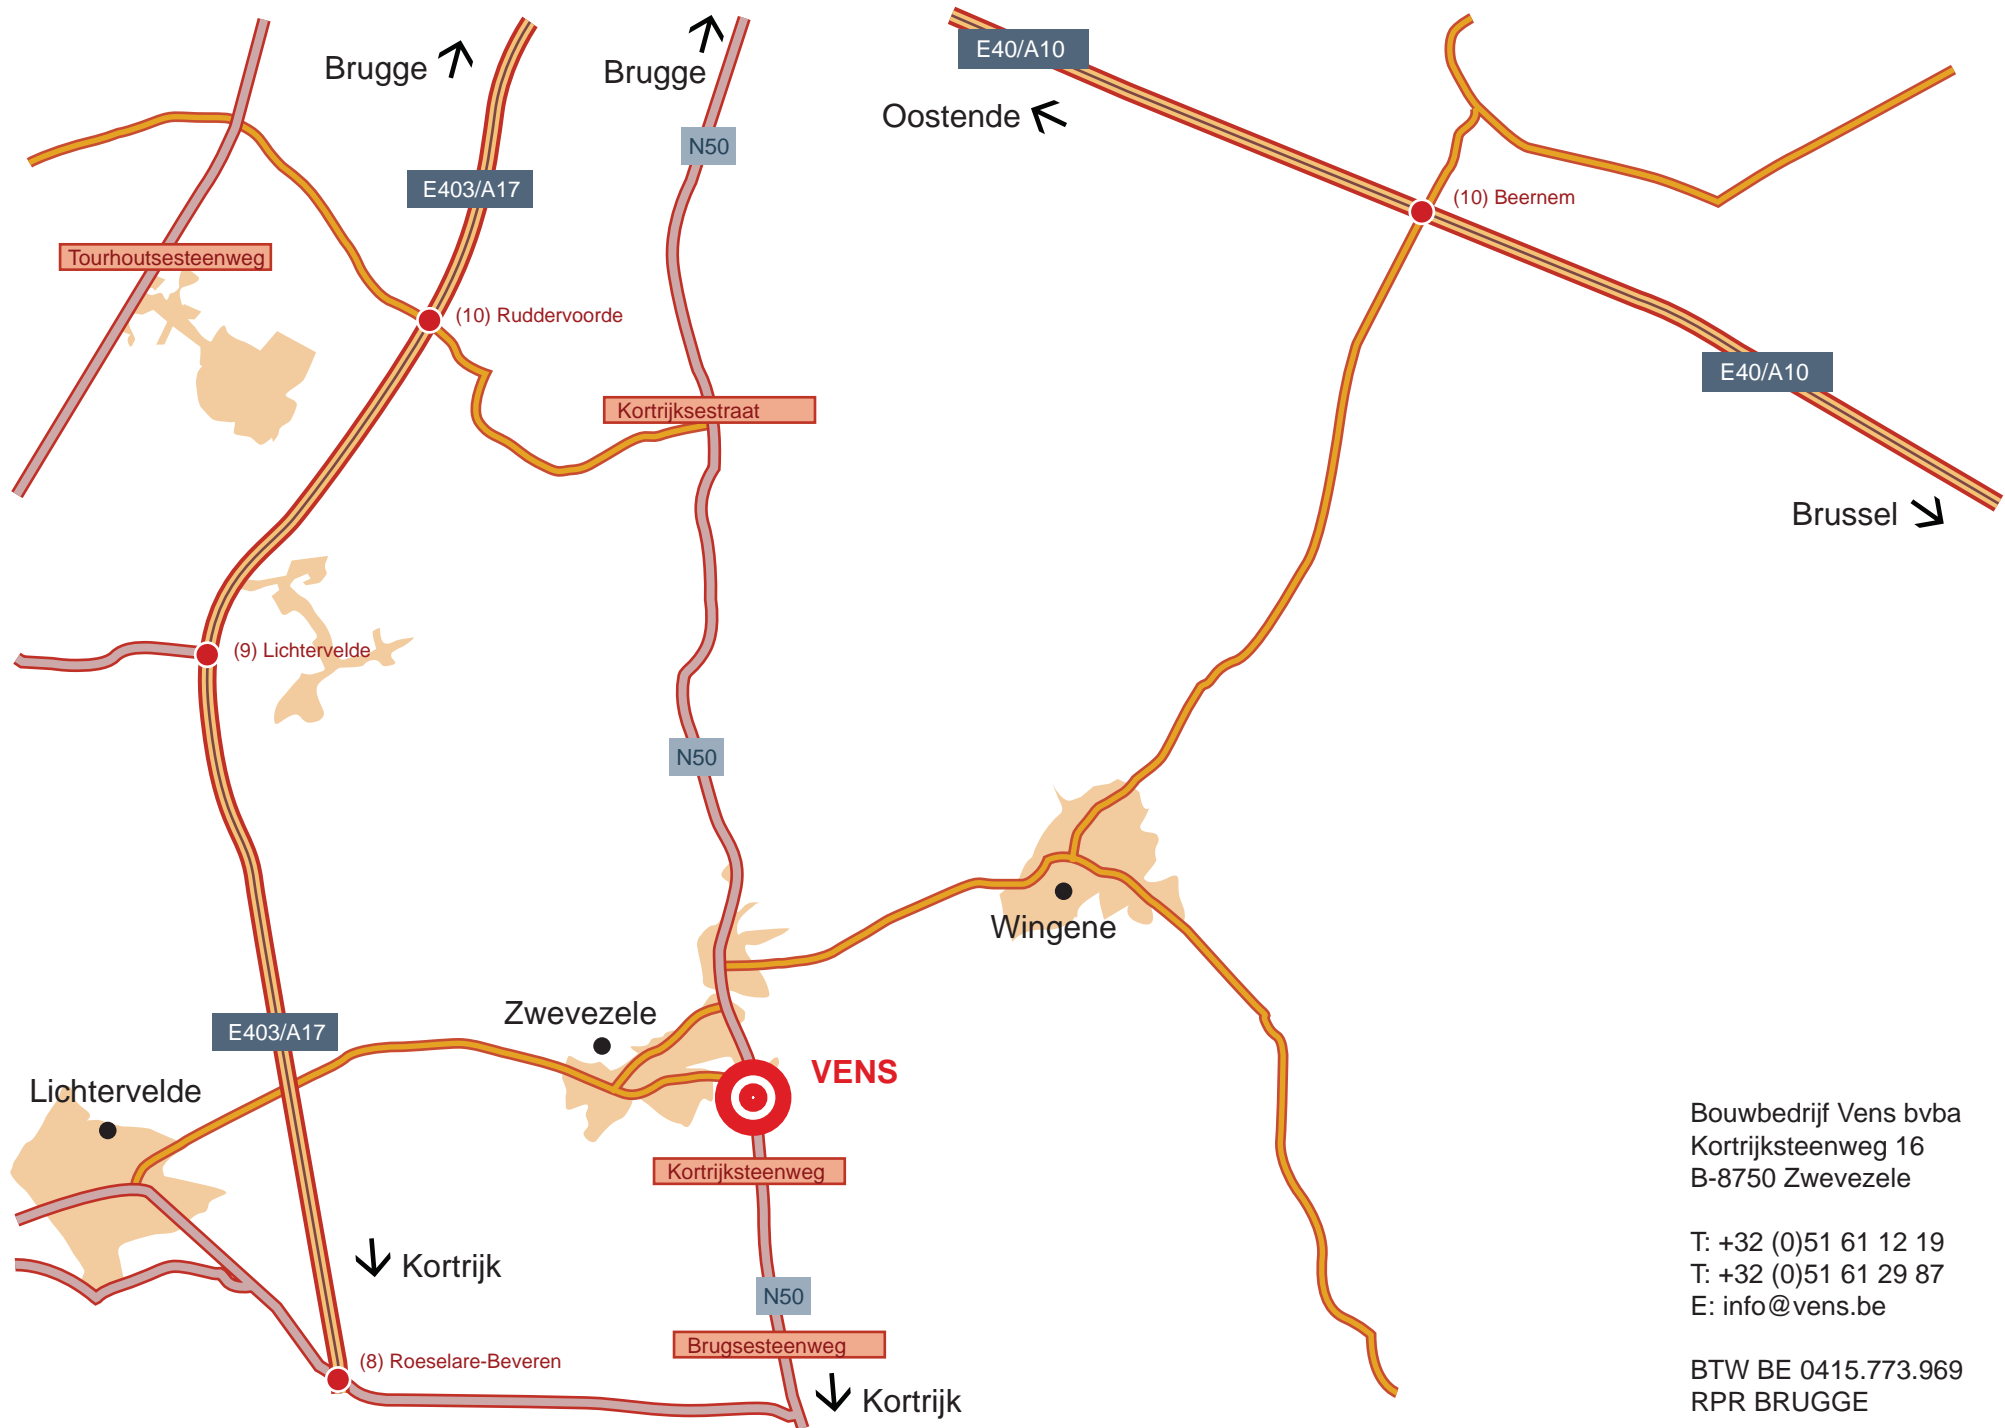 Brugge
Brugge
E40/A10
Oostende
N50
E403/A17
(10) Beernem
Tourhoutsesteenweg
(10) Ruddervoorde
E40/A10
Kortrijksestraat
Brussel
(9) Lichtervelde
N50
Wingene
Zwevezele
E403/A17
VENS
Lichtervelde
Kortrijksteenweg
Kortrijk
N50
Brugsesteenweg
(8) Roeselare-Beveren
Kortrijk
Bouwbedrijf Vens bvba
Kortrijksteenweg 16
B-8750 Zwevezele
T: +32 (0)51 61 12 19
T: +32 (0)51 61 29 87
E: info@vens.be
BTW BE 0415.773.969
RPR BRUGGE